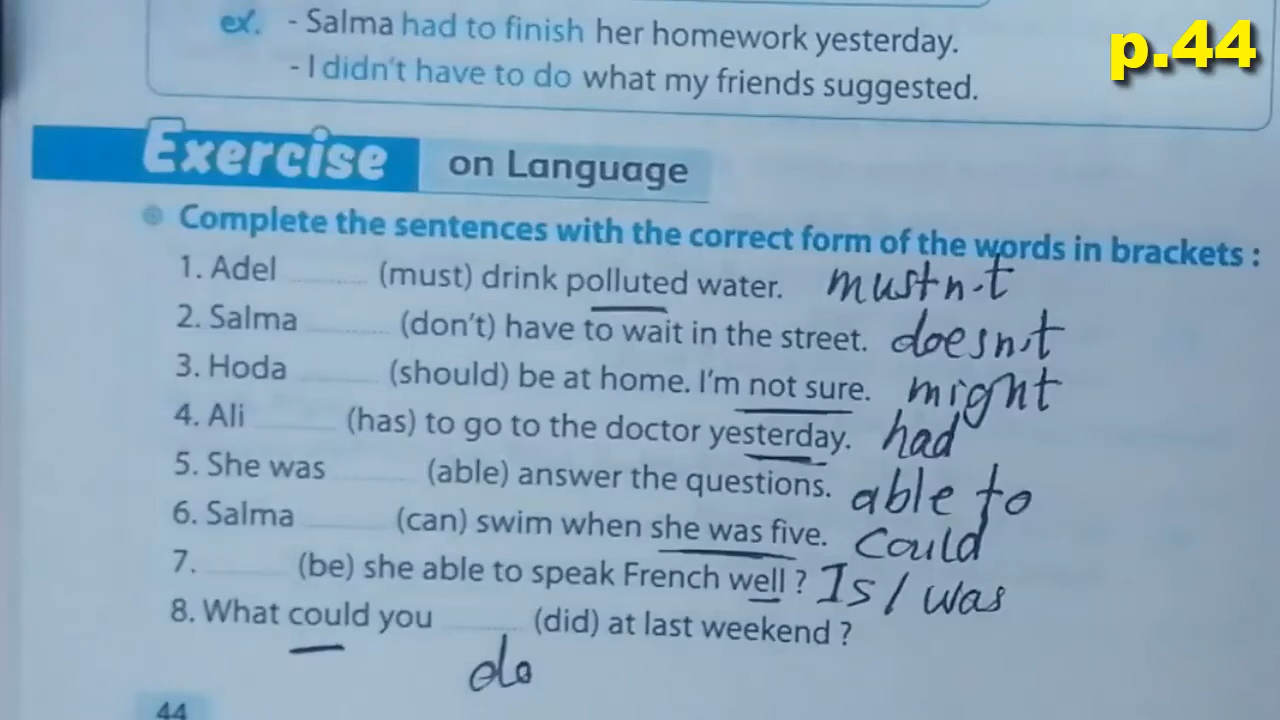 p.44
ex. - Salma had to finish her homework yesterday.
- I didn't have to do what my friends suggested.
Exercise on Language
Complete the sentences with the correct form of the words in brackets :
1. Adel ............ (must) drink polluted water. mustn't
2. Salma ............ (don't) have to wait in the street. doesn't
3. Hoda ............ (should) be at home. I'm not sure. might
4. Ali ............ (has) to go to the doctor yesterday. had
5. She was ............ (able) answer the questions. able to
6. Salma ............ (can) swim when she was five. Could
7. ............ (be) she able to speak French well ? Is / was
8. What could you ............ (did) at last weekend ?
do
44